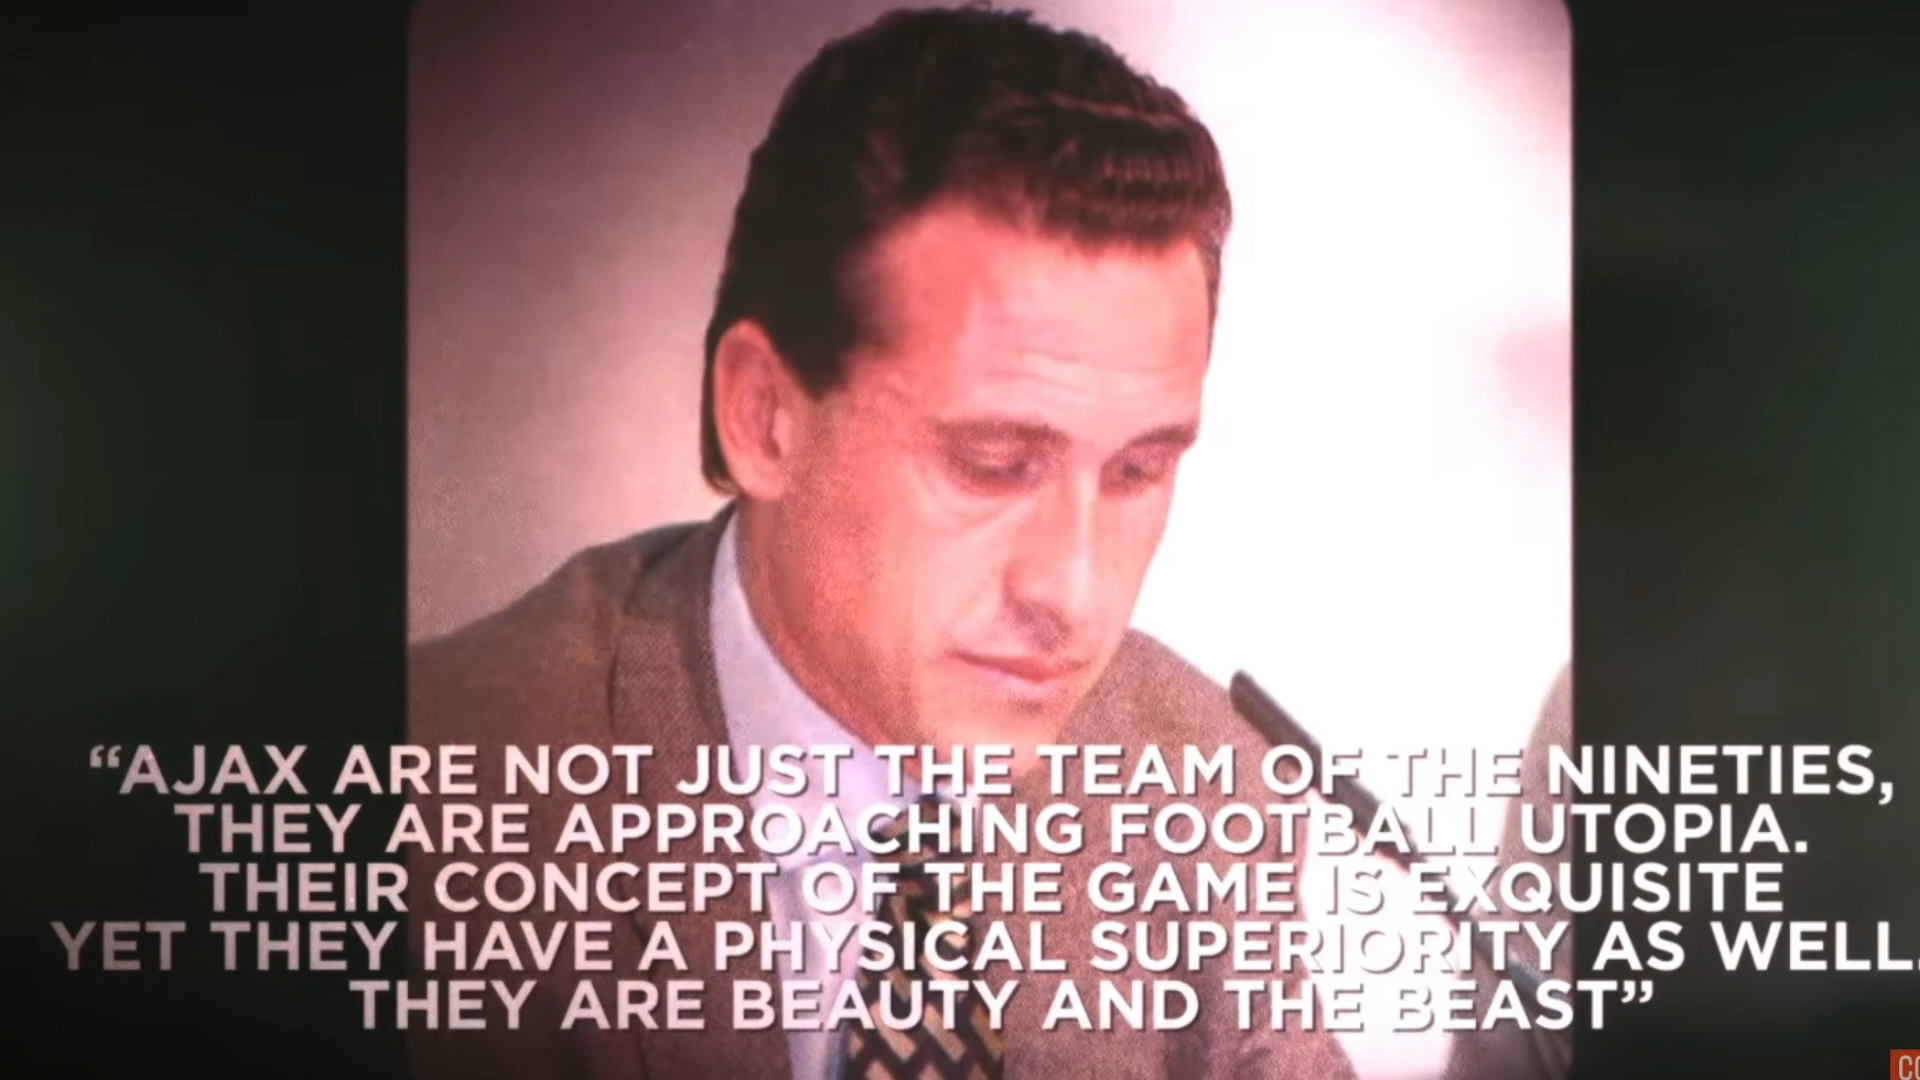 “AJAX ARE NOT JUST THE TEAM OF THE NINETIES,
THEY ARE APPROACHING FOOTBALL UTOPIA.
THEIR CONCEPT OF THE GAME IS EXQUISITE
YET THEY HAVE A PHYSICAL SUPERIORITY AS WELL.
THEY ARE BEAUTY AND THE BEAST”